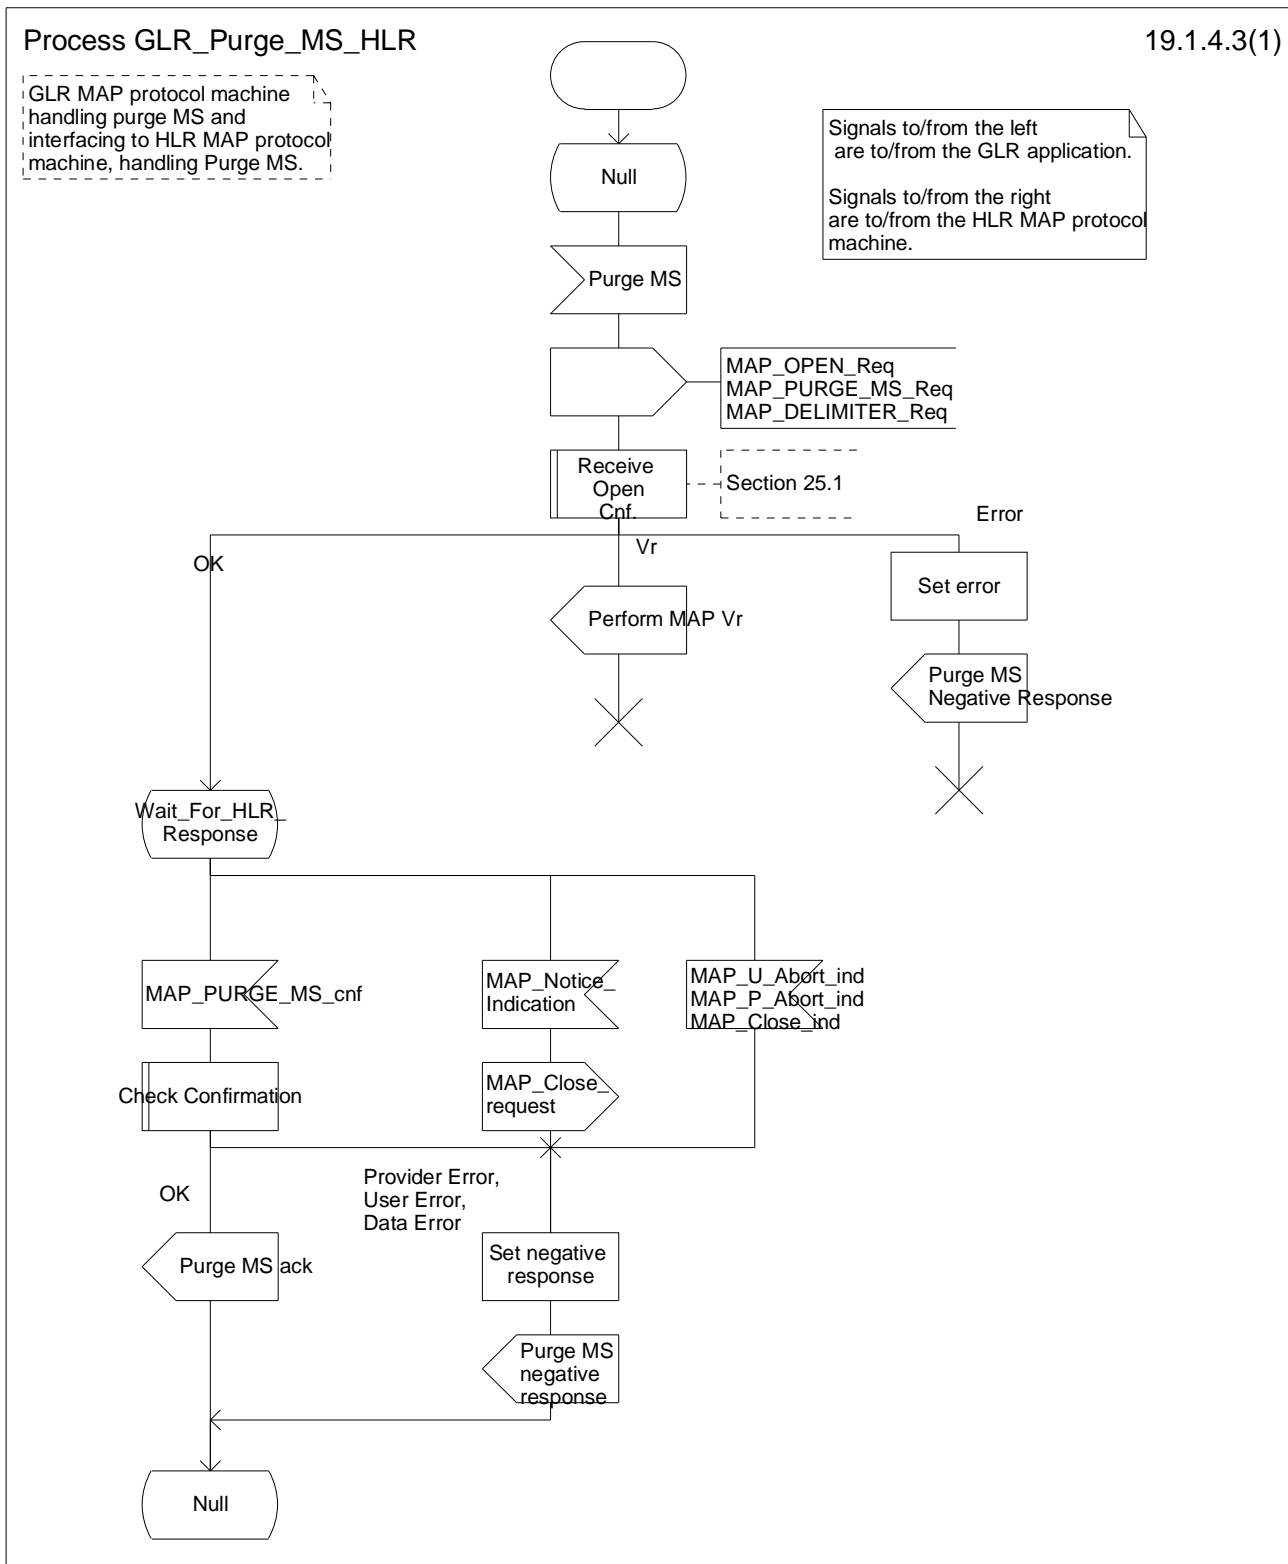 Process GLR_Purge_MS_HLR
19.1.4.3(1)
GLR MAP protocol machine
handling purge MS and
interfacing to HLR MAP protocol
machine, handling Purge MS.
Signals to/from the left
are to/from the GLR application.
Signals to/from the right
are to/from the HLR MAP protocol
machine.
Null
Purge MS
MAP_OPEN_Req
MAP_PURGE_MS_Req
MAP_DELIMITER_Req
Receive
Open
Cnf.
Section 25.1
Error
Vr
OK
Set error
Perform MAP Vr
Purge MS
Negative Response
Wait_For_HLR_
Response
MAP_PURGE_MS_cnf
MAP_Notice_
Indication
MAP_U_Abort_ind
MAP_P_Abort_ind
MAP_Close_ind
Check Confirmation
MAP_Close_
request
OK
Provider Error,
User Error,
Data Error
Purge MS ack
Set negative
response
Purge MS
negative
response
Null